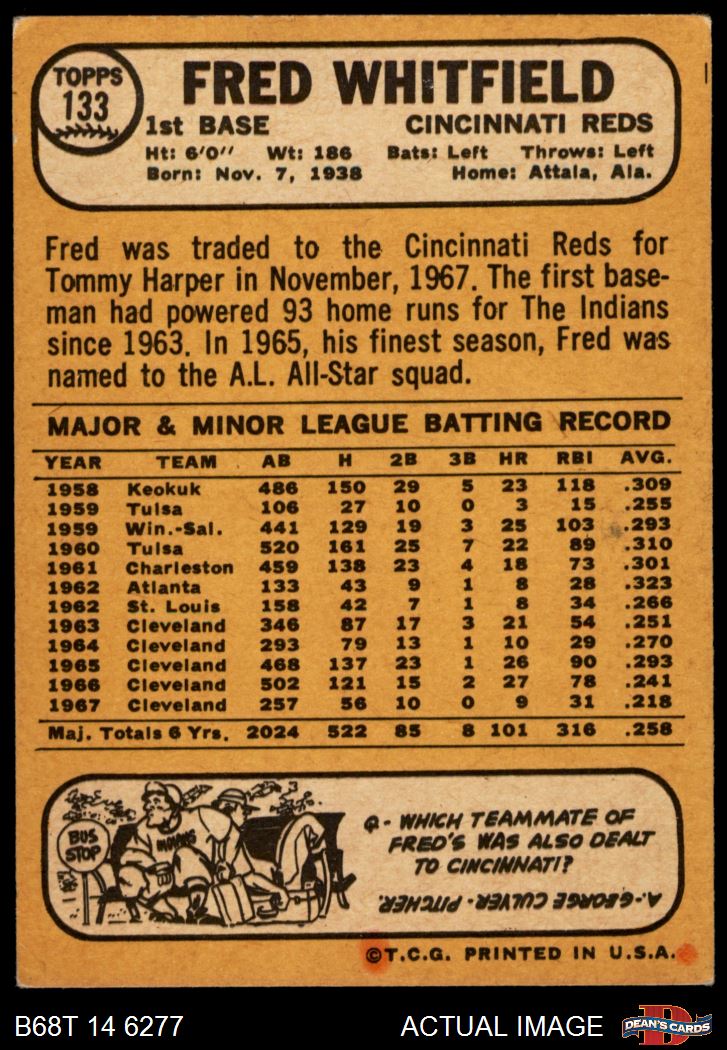 TOPPS
133
FRED WHITFIELD
1st BASE CINCINNATI REDS
Ht: 6'0'' Wt: 186 Bats: Left Throws: Left
Born: Nov. 7, 1938 Home: Attala, Ala.
Fred was traded to the Cincinnati Reds for
Tommy Harper in November, 1967. The first base-
man had powered 93 home runs for The Indians
since 1963. In 1965, his finest season, Fred was
named to the A.L. All-Star squad.
MAJOR & MINOR LEAGUE BATTING RECORD
YEAR TEAM AB H 2B 3B HR RBI AVG.
1958 Keokuk 486 150 29 5 23 118 .309
1959 Tulsa 106 27 10 0 3 15 .255
1959 Win.-Sal. 441 129 19 3 25 103 .293
1960 Tulsa 520 161 25 7 22 89 .310
1961 Charleston 459 138 23 4 18 73 .301
1962 Atlanta 133 43 9 1 8 28 .323
1962 St. Louis 158 42 7 1 8 34 .266
1963 Cleveland 346 87 17 3 21 54 .251
1964 Cleveland 293 79 13 1 10 29 .270
1965 Cleveland 468 137 23 1 26 90 .293
1966 Cleveland 502 121 15 2 27 78 .241
1967 Cleveland 257 56 10 0 9 31 .218
Maj. Totals 6 Yrs. 2024 522 85 8 101 316 .258
BUS
STOP
INDIANS
Q- WHICH TEAMMATE OF
FRED'S WAS ALSO DEALT
TO CINCINNATI?
A-GEORGE CULVER-PITCHER.
©T.C.G. PRINTED IN U.S.A.
B68T 14 6277 ACTUAL IMAGE
D
DEAN'S CARDS